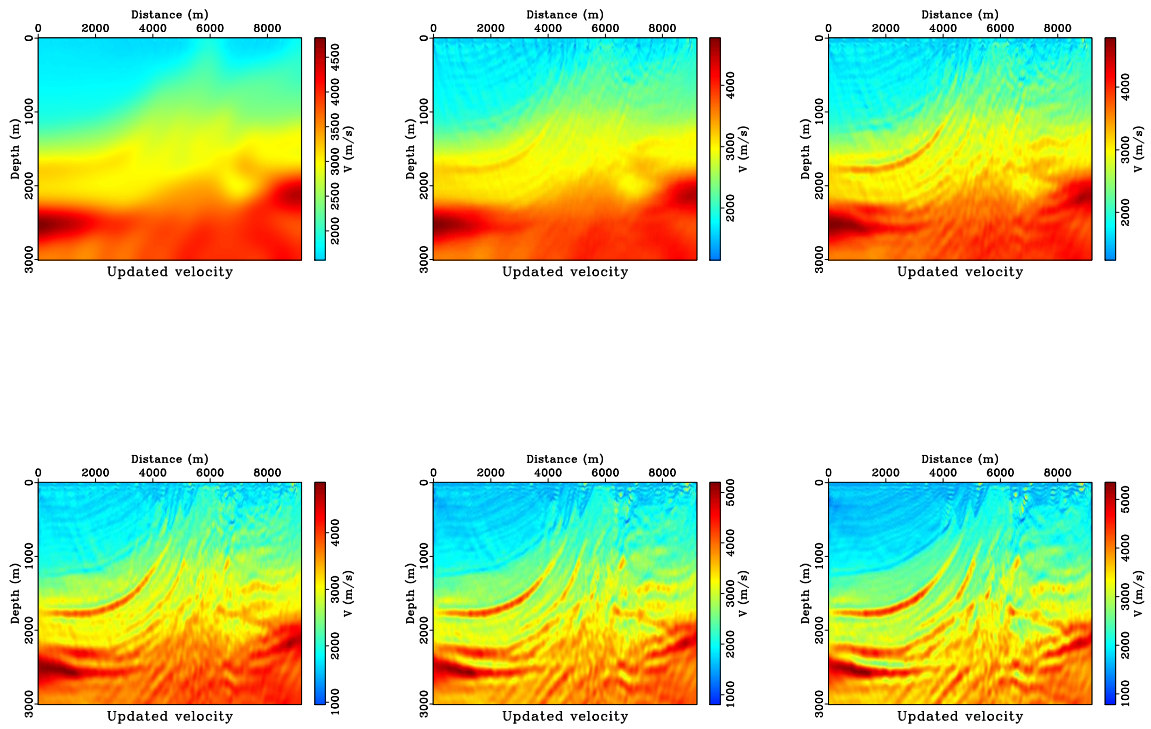 Distance (m) Distance (m) Distance (m)
0 2000 4000 6000 8000 0 2000 4000 6000 8000 0 2000 4000 6000 8000
Depth (m) 0 1000 2000 3000 V (m/s) 2000 2500 3000 3500 4000 4500
Depth (m) 0 1000 2000 3000 V (m/s) 2000 3000 4000
Depth (m) 0 1000 2000 3000 V (m/s) 2000 3000 4000
Updated velocity Updated velocity Updated velocity
Distance (m) Distance (m) Distance (m)
0 2000 4000 6000 8000 0 2000 4000 6000 8000 0 2000 4000 6000 8000
Depth (m) 0 1000 2000 3000 V (m/s) 1000 2000 3000 4000
Depth (m) 0 1000 2000 3000 V (m/s) 1000 2000 3000 4000 5000
Depth (m) 0 1000 2000 3000 V (m/s) 1000 2000 3000 4000 5000
Updated velocity Updated velocity Updated velocity